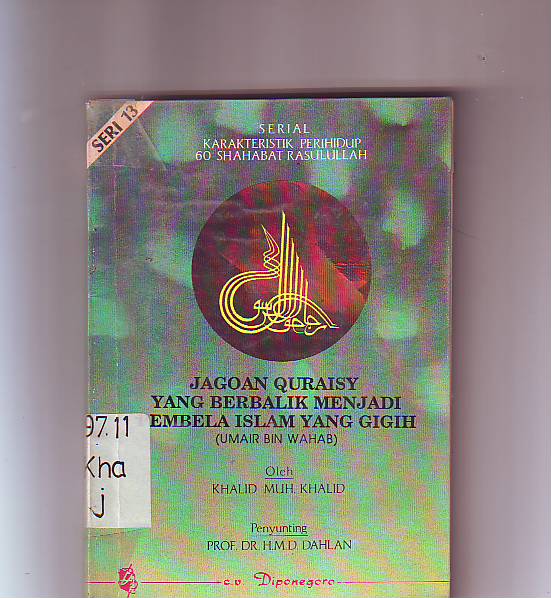 SERI 13
SERIAL
KARAKTERISTIK PERIHIDUP
60 SHAHABAT RASULULLAH
JAGOAN QURAISY
YANG BERBALIK MENJADI
EMBELA ISLAM YANG GIGIH
(UMAIR BIN WAHAB)
97.11
Kha
j
Oleh
KHALID MUH. KHALID
Penyunting
PROF. DR. H.M.D. DAHLAN
c.v. Diponegoro